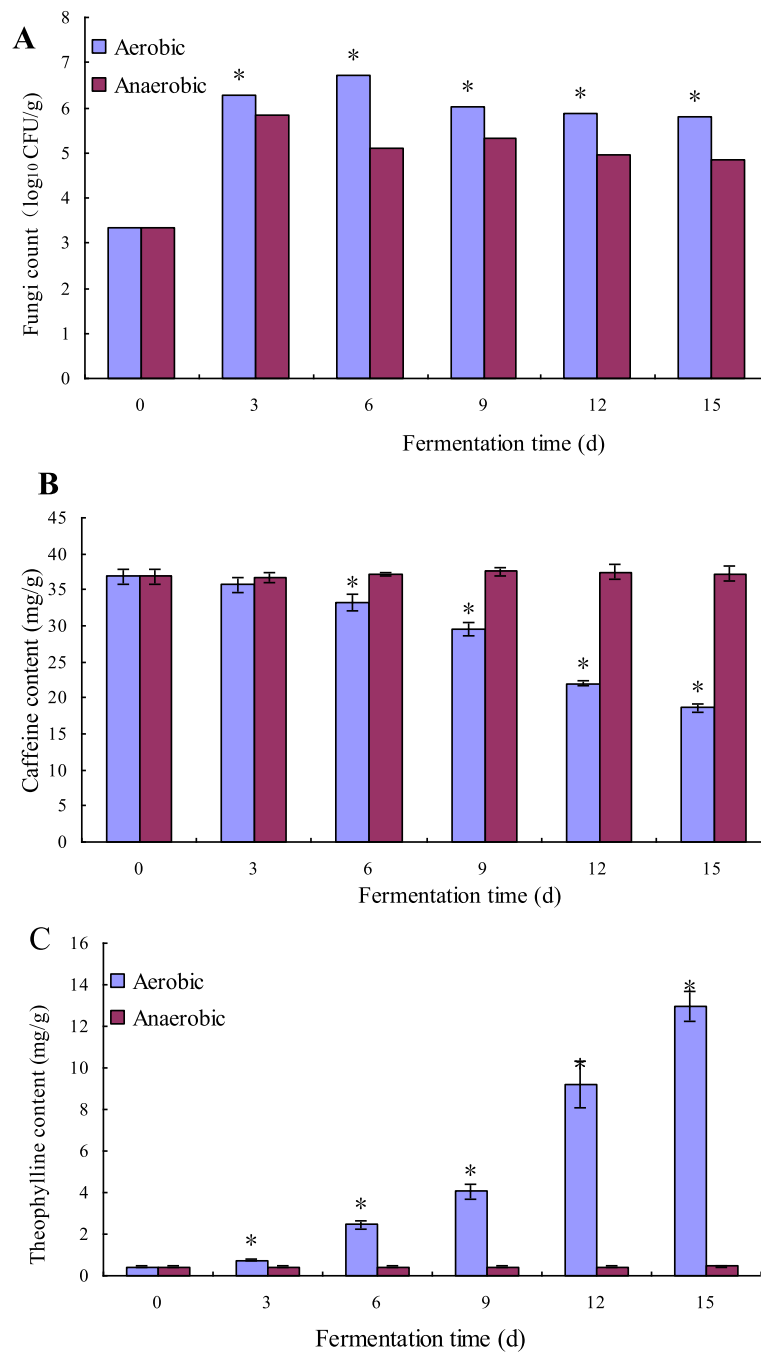 A
Aerobic
Anaerobic
Fungi count（log10 CFU/g)
8
7
6
5
4
3
2
1
0
* * * * *
0 3 6 9 12 15
Fermentation time (d)
B
Caffeine content (mg/g)
45
40
35
30
25
20
15
10
5
0
* * * *
0 3 6 9 12 15
Fermentation time (d)
C
Aerobic
Anaerobic
Theophylline content (mg/g)
16
14
12
10
8
6
4
2
0
* * * * *
0 3 6 9 12 15
Fermentation time (d)